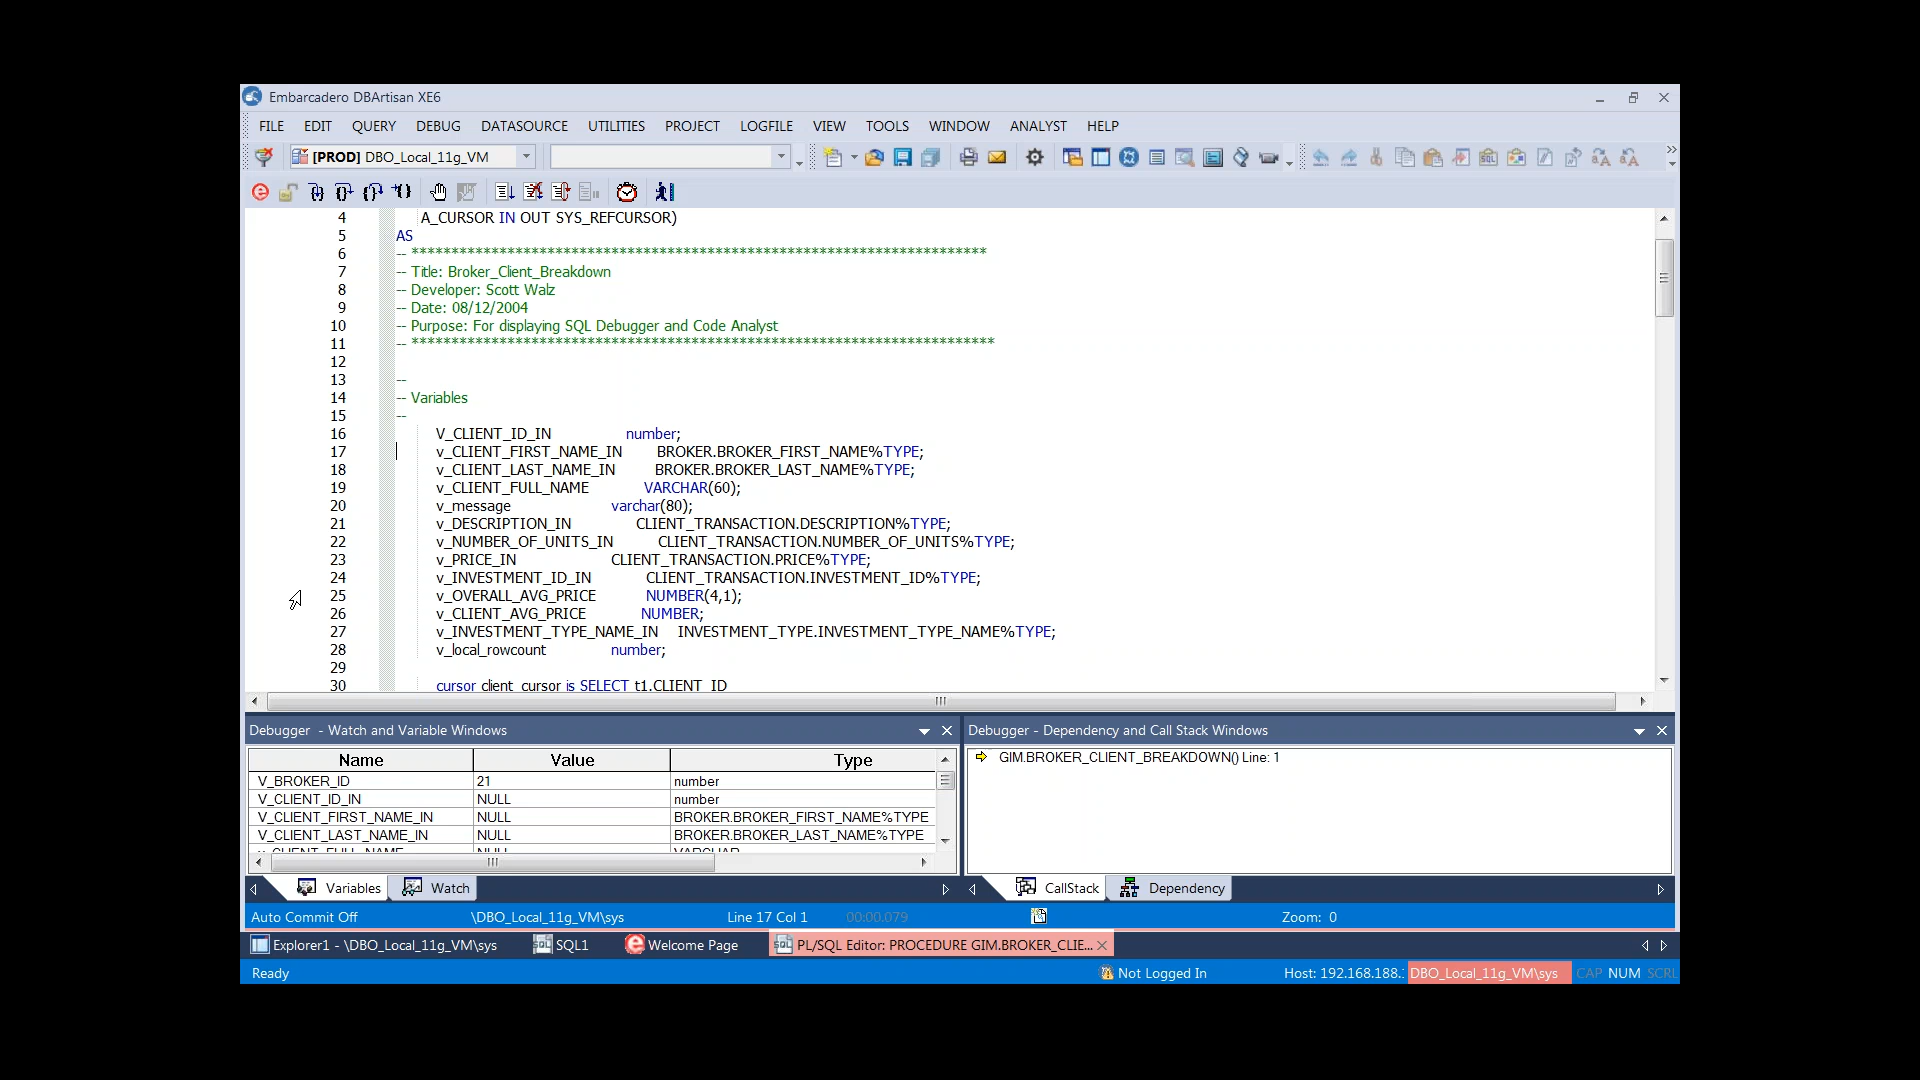 Embarcadero DBArtisan XE6
FILE EDIT QUERY DEBUG DATASOURCE UTILITIES PROJECT LOGFILE VIEW TOOLS WINDOW ANALYST HELP
[PROD] DBO_Local_11g_VM
4 A_CURSOR IN OUT SYS_REFCURSOR)
5 AS
6 -- ************************************************************************
7 -- Title: Broker_Client_Breakdown
8 -- Developer: Scott Walz
9 -- Date: 08/12/2004
10 -- Purpose: For displaying SQL Debugger and Code Analyst
11 -- *************************************************************************
12
13 --
14 -- Variables
15 --
16 V_CLIENT_ID_IN number;
17 v_CLIENT_FIRST_NAME_IN BROKER.BROKER_FIRST_NAME%TYPE;
18 v_CLIENT_LAST_NAME_IN BROKER.BROKER_LAST_NAME%TYPE;
19 v_CLIENT_FULL_NAME VARCHAR(60);
20 v_message varchar(80);
21 v_DESCRIPTION_IN CLIENT_TRANSACTION.DESCRIPTION%TYPE;
22 v_NUMBER_OF_UNITS_IN CLIENT_TRANSACTION.NUMBER_OF_UNITS%TYPE;
23 v_PRICE_IN CLIENT_TRANSACTION.PRICE%TYPE;
24 v_INVESTMENT_ID_IN CLIENT_TRANSACTION.INVESTMENT_ID%TYPE;
25 v_OVERALL_AVG_PRICE NUMBER(4,1);
26 v_CLIENT_AVG_PRICE NUMBER;
27 v_INVESTMENT_TYPE_NAME_IN INVESTMENT_TYPE.INVESTMENT_TYPE_NAME%TYPE;
28 v_local_rowcount number;
29
30 cursor client_cursor is SELECT t1.CLIENT_ID
Debugger - Watch and Variable Windows
Name Value Type
V_BROKER_ID 21 number
V_CLIENT_ID_IN NULL number
V_CLIENT_FIRST_NAME_IN NULL BROKER.BROKER_FIRST_NAME%TYPE
V_CLIENT_LAST_NAME_IN NULL BROKER.BROKER_LAST_NAME%TYPE
v_CLIENT_FULL_NAME NULL VARCHAR
Variables Watch
Debugger - Dependency and Call Stack Windows
GIM.BROKER_CLIENT_BREAKDOWN() Line: 1
CallStack Dependency
Auto Commit Off \DBO_Local_11g_VM\sys Line 17 Col 1 00:00.079 Zoom: 0
Explorer1 - \DBO_Local_11g_VM\sys SQL1 Welcome Page PL/SQL Editor: PROCEDURE GIM.BROKER_CLIE...
Ready Not Logged In Host: 192.168.188.: DBO_Local_11g_VM\sys CAP NUM SCRL